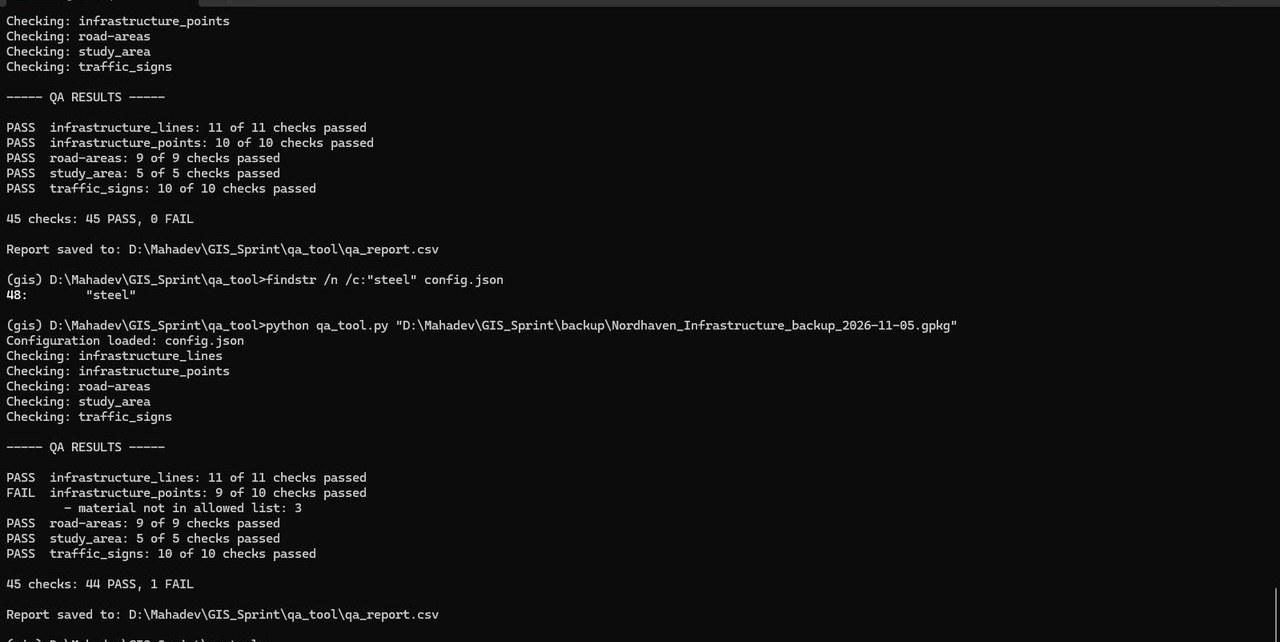 Checking: infrastructure_points
Checking: road-areas
Checking: study_area
Checking: traffic_signs
----- QA RESULTS -----
PASS  infrastructure_lines: 11 of 11 checks passed
PASS  infrastructure_points: 10 of 10 checks passed
PASS  road-areas: 9 of 9 checks passed
PASS  study_area: 5 of 5 checks passed
PASS  traffic_signs: 10 of 10 checks passed
45 checks: 45 PASS, 0 FAIL
Report saved to: D:\Mahadev\GIS_Sprint\qa_tool\qa_report.csv
(gis) D:\Mahadev\GIS_Sprint\qa_tool>findstr /n /c:"steel" config.json
48:        "steel"
(gis) D:\Mahadev\GIS_Sprint\qa_tool>python qa_tool.py "D:\Mahadev\GIS_Sprint\backup\Nordhaven_Infrastructure_backup_2026-11-05.gpkg"
Configuration loaded: config.json
Checking: infrastructure_lines
Checking: infrastructure_points
Checking: road-areas
Checking: study_area
Checking: traffic_signs
----- QA RESULTS -----
PASS  infrastructure_lines: 11 of 11 checks passed
FAIL  infrastructure_points: 9 of 10 checks passed
        - material not in allowed list: 3
PASS  road-areas: 9 of 9 checks passed
PASS  study_area: 5 of 5 checks passed
PASS  traffic_signs: 10 of 10 checks passed
45 checks: 44 PASS, 1 FAIL
Report saved to: D:\Mahadev\GIS_Sprint\qa_tool\qa_report.csv